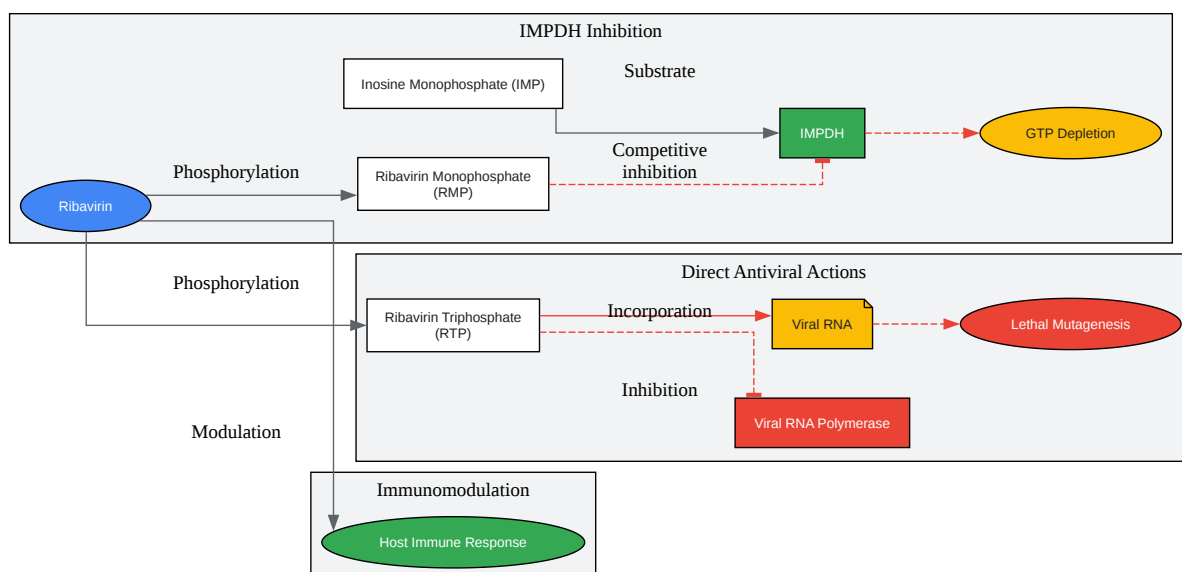 IMPDH Inhibition
Inosine Monophosphate (IMP)
Substrate
IMPDH
GTP Depletion
Phosphorylation
Ribavirin Monophosphate
(RMP)
Competitive
inhibition
Ribavirin
Direct Antiviral Actions
Phosphorylation
Ribavirin Triphosphate
(RTP)
Incorporation
Viral RNA
Lethal Mutagenesis
Inhibition
Viral RNA Polymerase
Modulation
Immunomodulation
Host Immune Response